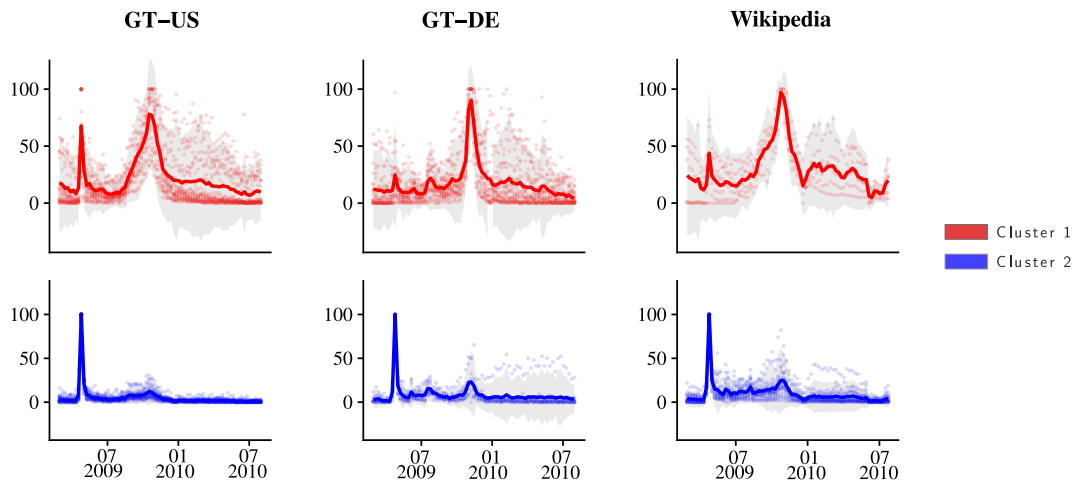 GT–US GT–DE Wikipedia
100 100 100
50 50 50
0 0 0
Cluster 1
Cluster 2
100 100 100
50 50 50
0 0 0
07 01 07 07 01 07 07 01 07
2009 2010 2010 2009 2010 2010 2009 2010 2010